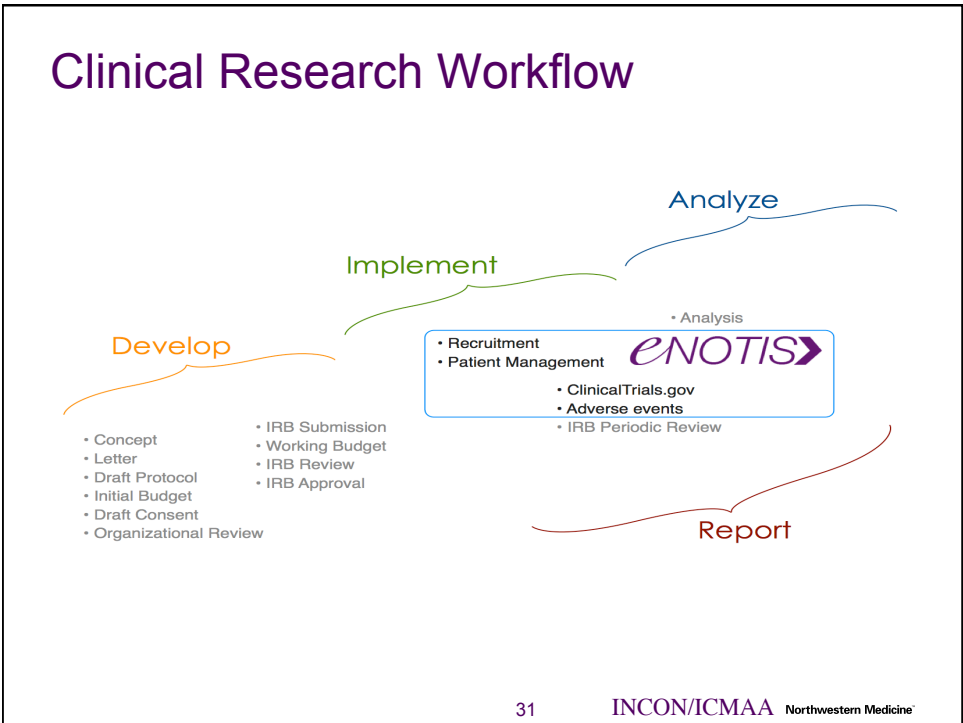 Clinical Research Workflow
Analyze
Implement
• Analysis
Develop
• Recruitment
• Patient Management
eNOTIS
• ClinicalTrials.gov
• Adverse events
• IRB Periodic Review
• Concept
• Letter
• Draft Protocol
• Initial Budget
• Draft Consent
• Organizational Review
• IRB Submission
• Working Budget
• IRB Review
• IRB Approval
Report
31
INCON/ICMAA Northwestern Medicine